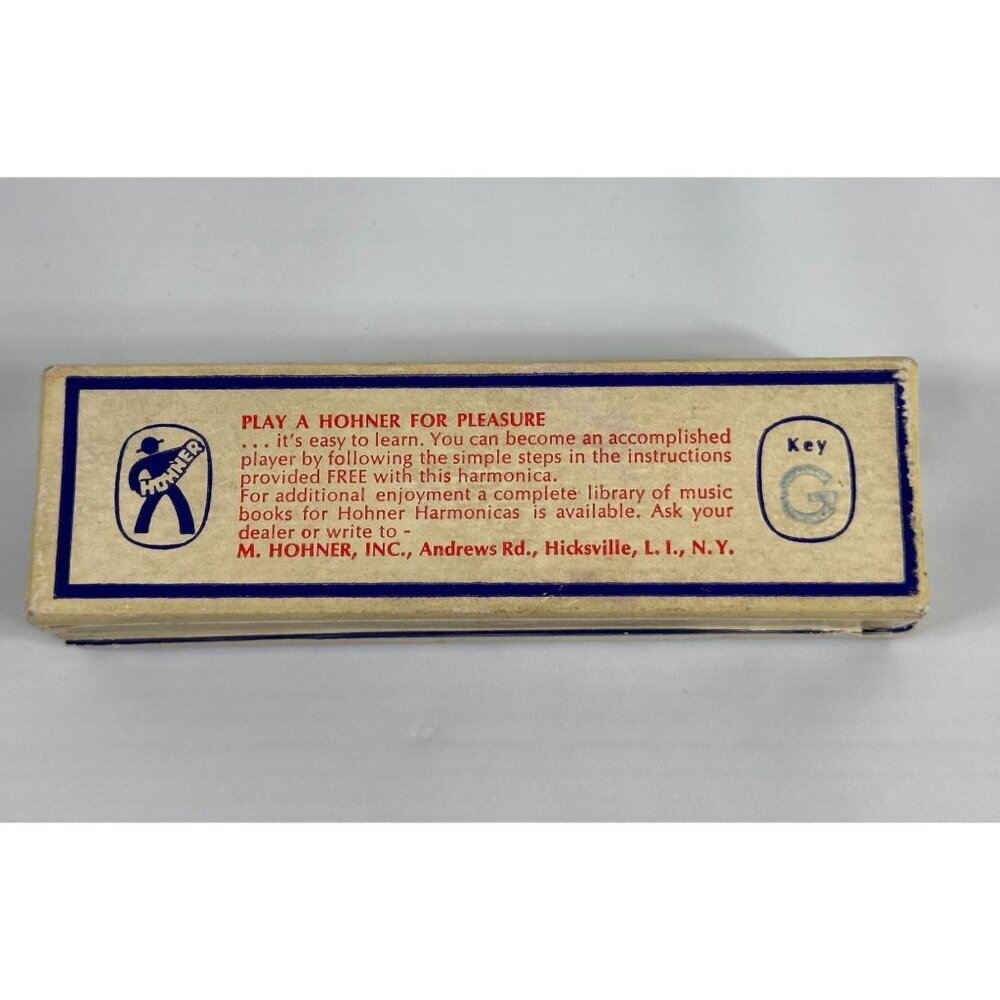 HOHNER
PLAY A HOHNER FOR PLEASURE
. . . it's easy to learn. You can become an accomplished
player by following the simple steps in the instructions
provided FREE with this harmonica.
For additional enjoyment a complete library of music
books for Hohner Harmonicas is available. Ask your
dealer or write to -
M. HOHNER, INC., Andrews Rd., Hicksville, L. I., N.Y.
Key
G